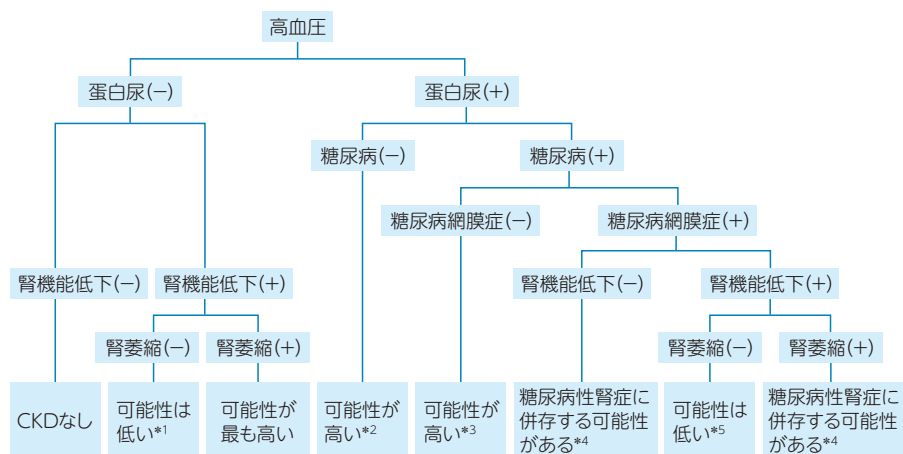 高血圧
蛋白尿(−)
蛋白尿(+)
糖尿病(−)
糖尿病(+)
糖尿病網膜症(−)
糖尿病網膜症(+)
腎機能低下(−)
腎機能低下(+)
腎機能低下(−)
腎機能低下(+)
腎萎縮(−)
腎萎縮(+)
腎萎縮(−)
腎萎縮(+)
CKDなし
可能性は
低い*1
可能性が
最も高い
可能性が
高い*2
可能性が
高い*3
糖尿病性腎症に
併存する可能性
がある*4
可能性は
低い*5
糖尿病性腎症に
併存する可能性
がある*4